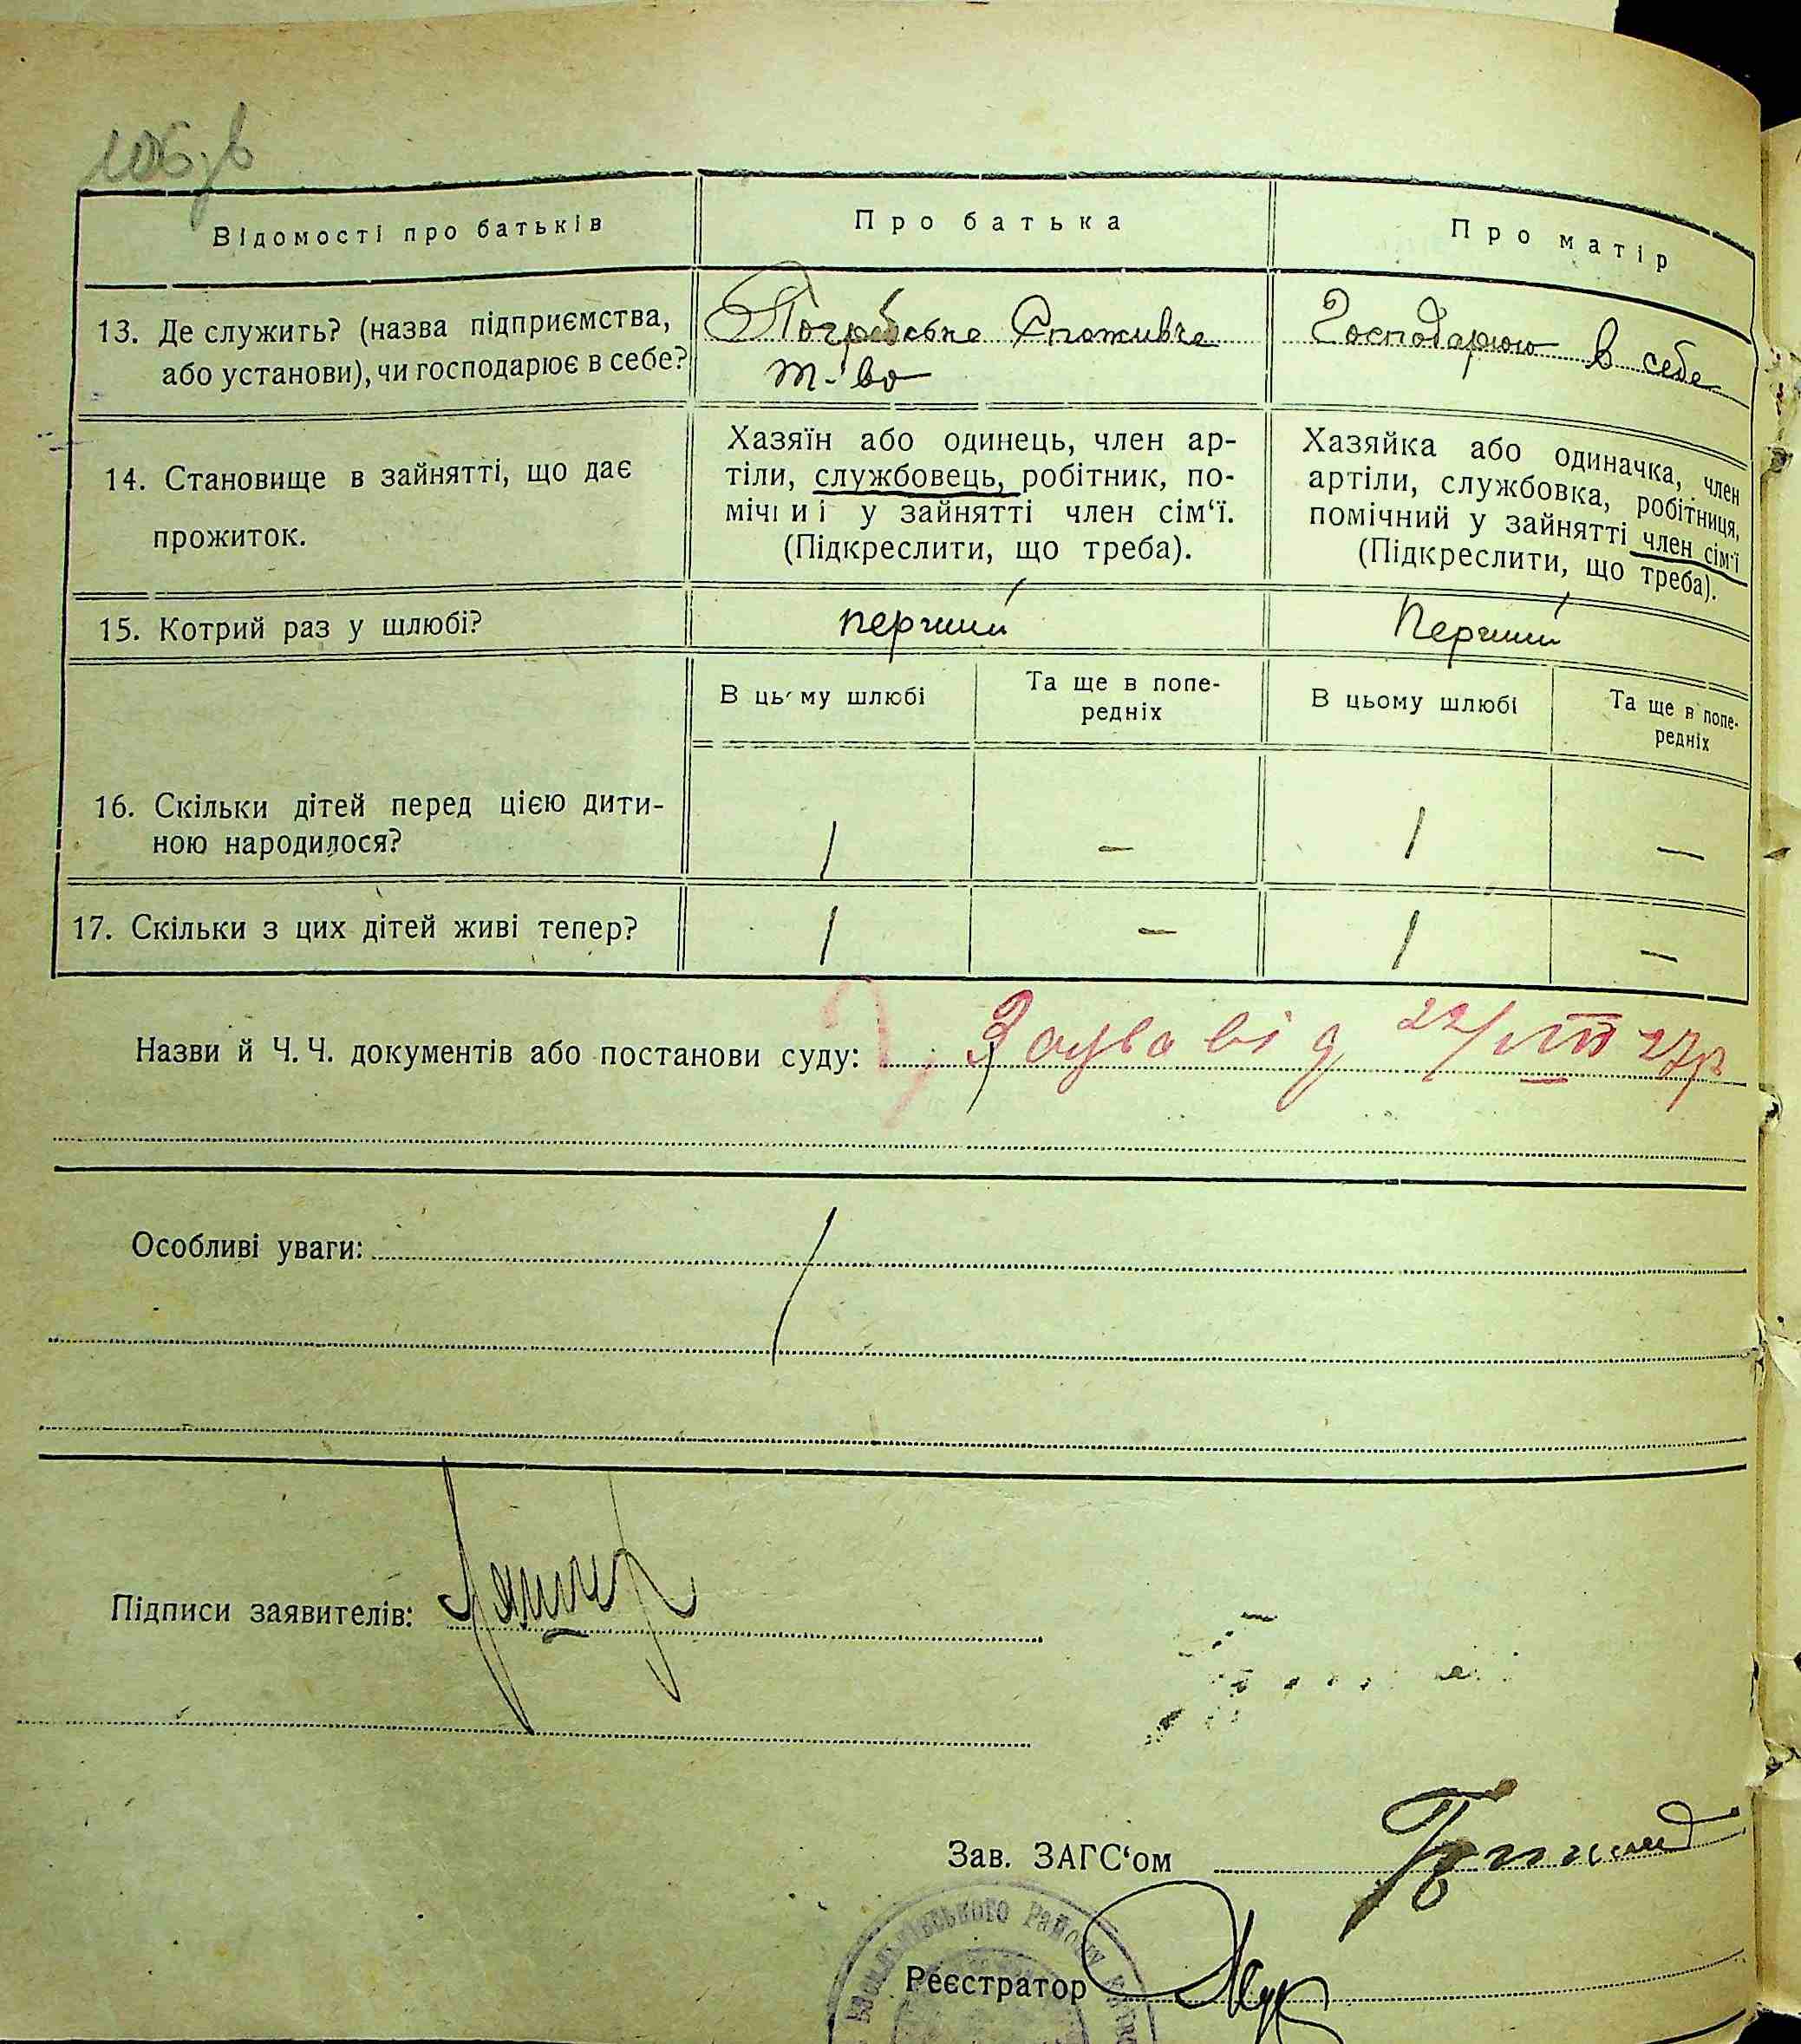 Відомості про батьків
Про батька
Про матір
13. Де служить? (назва підприємства, або установи), чи господарює в себе?
Погребське Споживче
т-во
Господарюю в себе
14. Становище в зайнятті, що дає
прожиток.
Хазяїн або одинець, член ар-
тіли, службовець, робітник, по-
мічний у зайнятті член сім‘ї.
(Підкреслити, що треба).
Хазяйка або одиначка, член
артіли, службовка, робітниця,
помічний у зайнятті член сім‘ї
(Підкреслити, що треба).
15. Котрий раз у шлюбі?
перший
Перший
В цьому шлюбі
Та ще в попе-
редніх
В цьому шлюбі
Та ще в попе-
редніх
16. Скільки дітей перед цією дити-
ною народилося?
1
—
1
—
17. Скільки з цих дітей живі тепер?
1
—
1
—
Назви й Ч. Ч. документів або постанови суду: Заява від 22/VIII 27р
Особливі уваги:
Підписи заявителів:
Зав. ЗАГС‘ом
Реєстратор